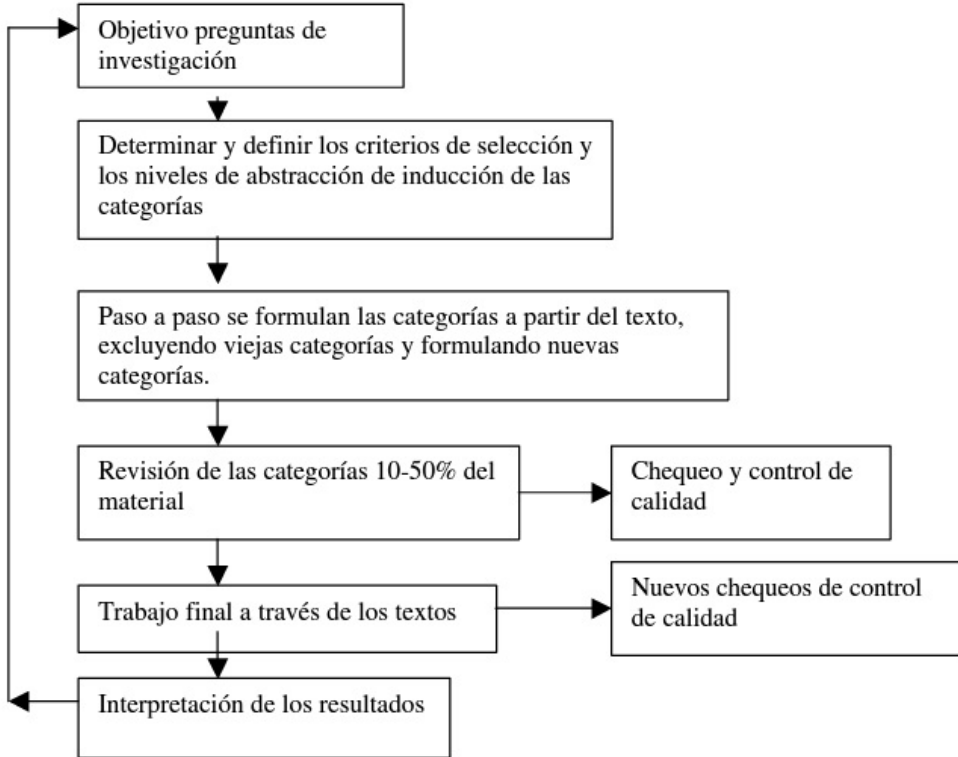 Objetivo preguntas de
investigación
Determinar y definir los criterios de selección y
los niveles de abstracción de inducción de las
categorías
Paso a paso se formulan las categorías a partir del texto,
excluyendo viejas categorías y formulando nuevas
categorías.
Revisión de las categorías 10-50% del
material
Chequeo y control de
calidad
Trabajo final a través de los textos
Nuevos chequeos de control
de calidad
Interpretación de los resultados